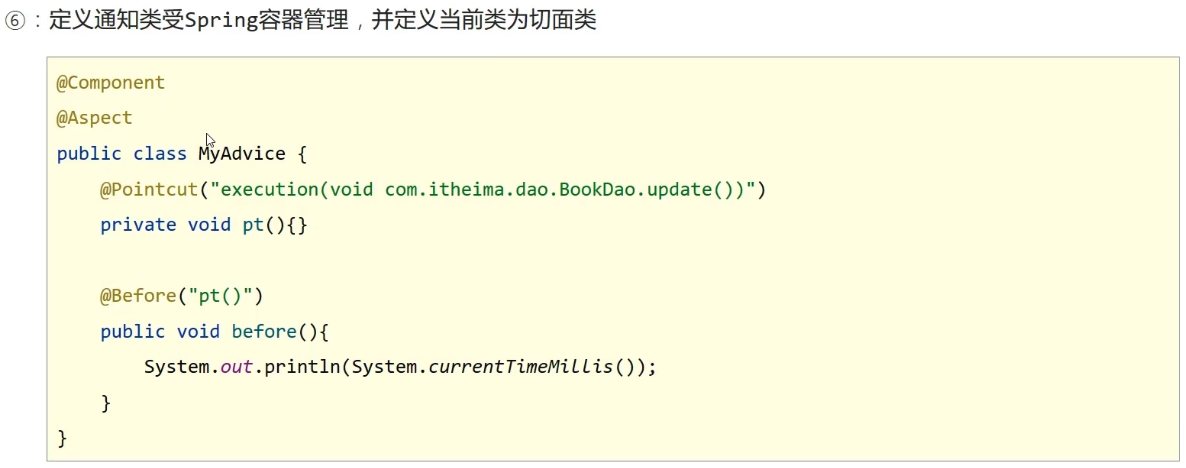 ⑥：定义通知类受Spring容器管理，并定义当前类为切面类
@Component
@Aspect
public class MyAdvice {
    @Pointcut("execution(void com.itheima.dao.BookDao.update())")
    private void pt(){}
    @Before("pt()")
    public void before(){
        System.out.println(System.currentTimeMillis());
    }
}